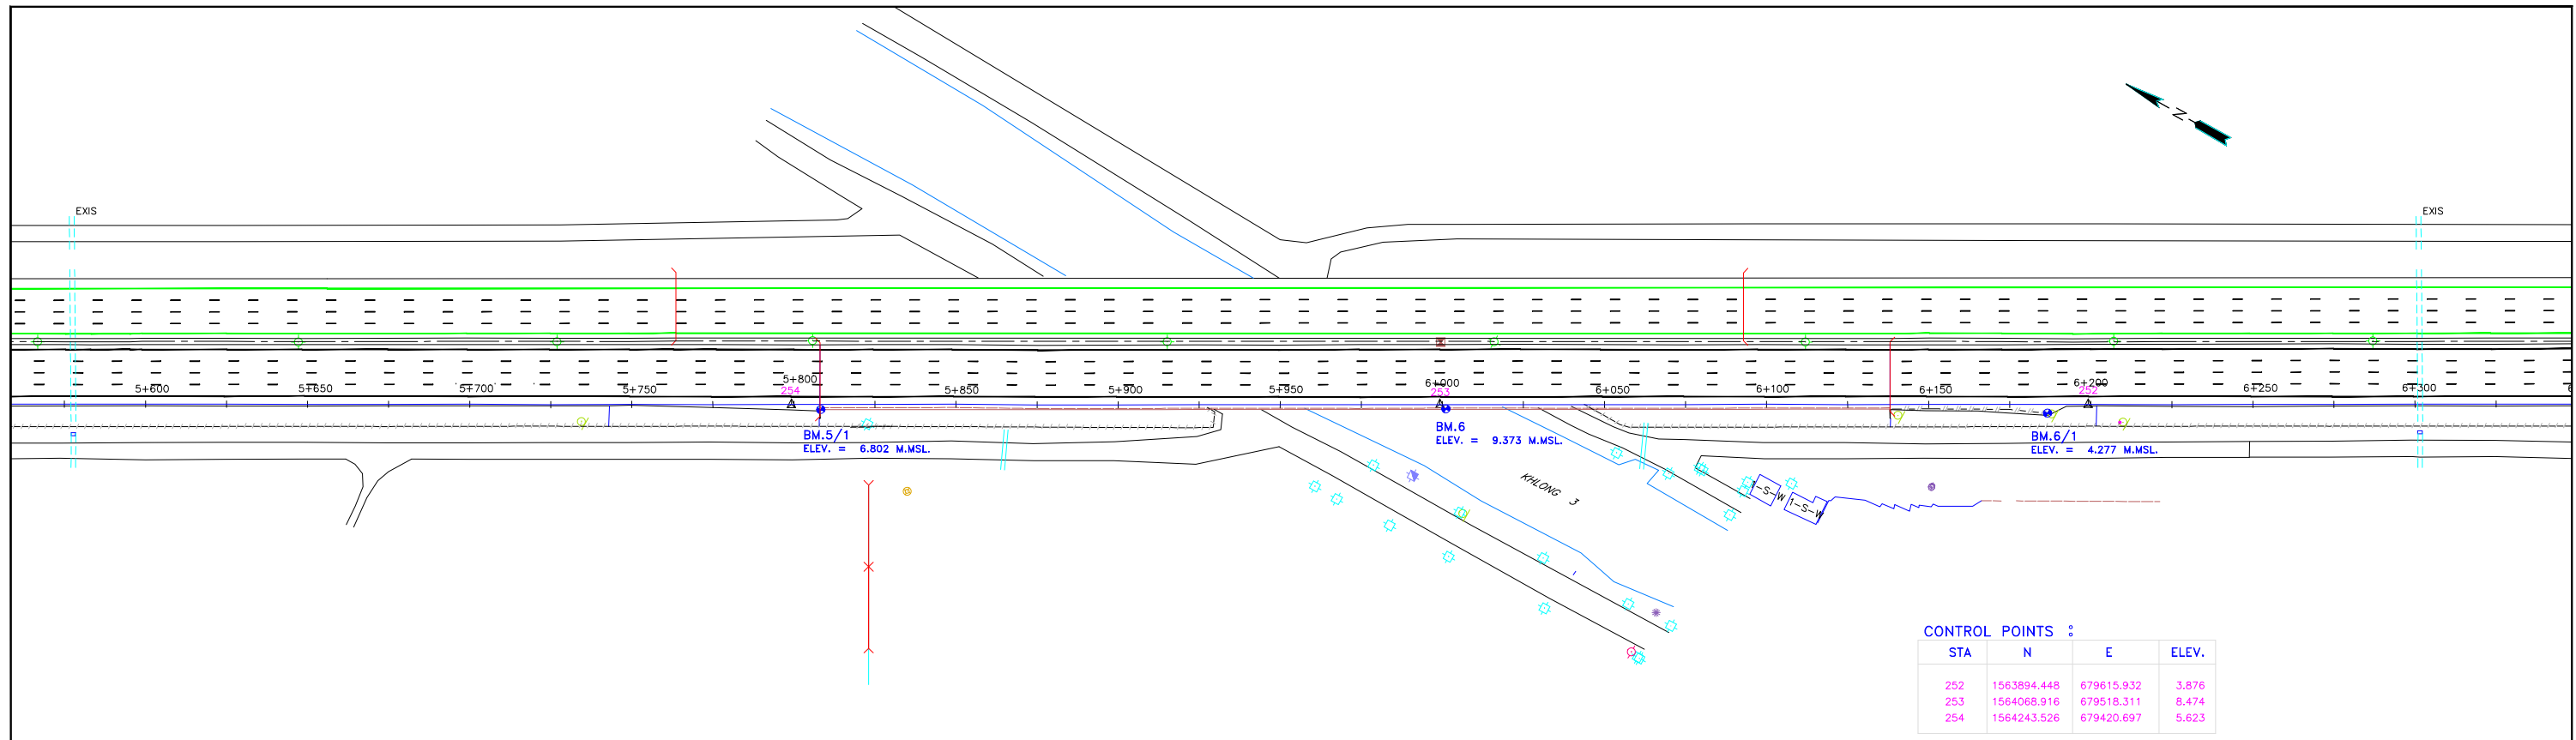 N
EXIS
EXIS
5+600
5+650
5+700
5+750
5+800
254
5+850
5+900
5+950
6+000
253
6+050
6+100
6+150
6+200
252
6+250
6+300
BM.5/1
ELEV. = 6.802 M.MSL.
BM.6
ELEV. = 9.373 M.MSL.
BM.6/1
ELEV. = 4.277 M.MSL.
KHLONG 3
1-S-W
1-S-W
CONTROL POINTS :
STA N E ELEV.
252 1563894.448 679615.932 3.876
253 1564068.916 679518.311 8.474
254 1564243.526 679420.697 5.623